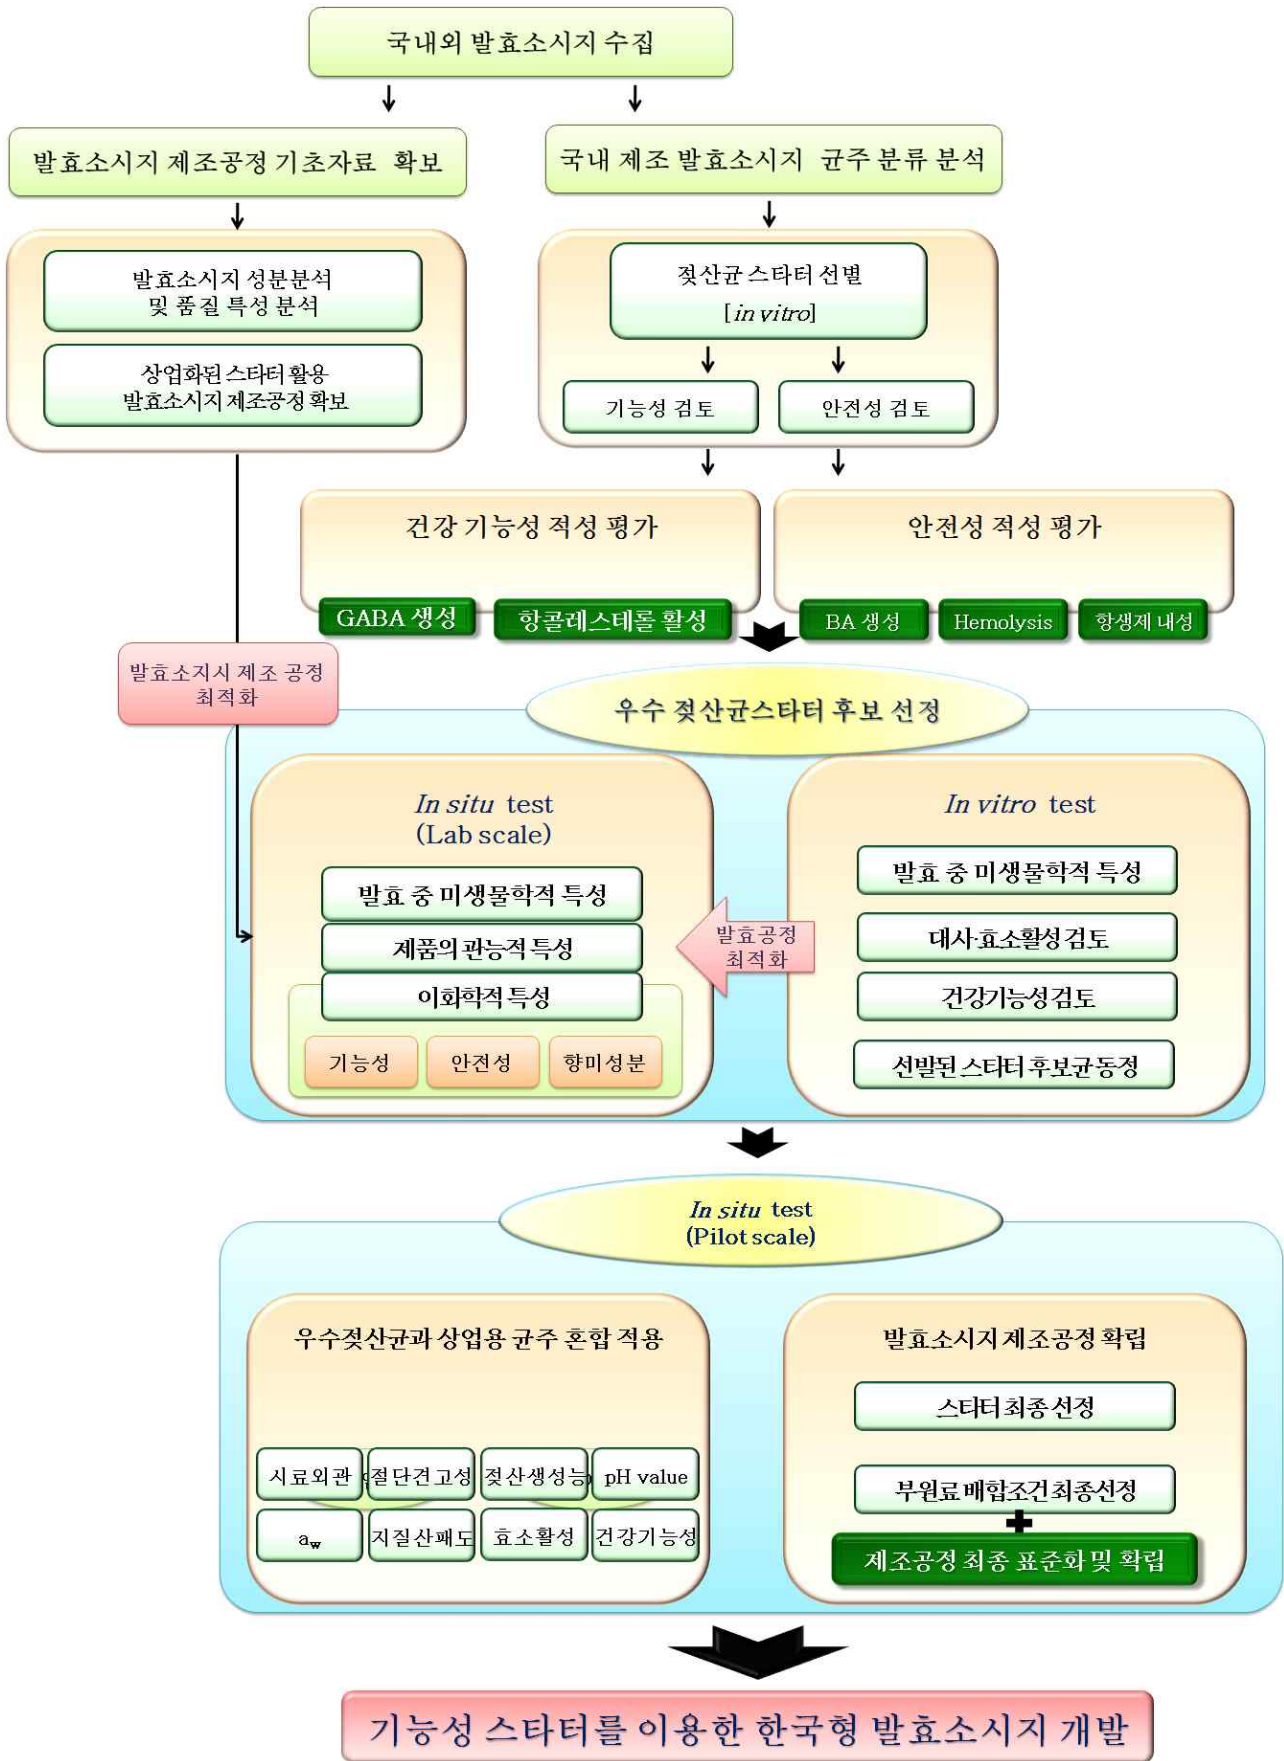 국내외 발효소시지 수집
발효소시지 제조공정 기초자료 확보
국내 제조 발효소시지 균주 분류 분석
발효소시지 성분분석
및 품질 특성 분석
상업화된 스타터 활용
발효소시지 제조공정 확보
젖산균 스타터 선별
[in vitro]
기능성 검토
안전성 검토
건강 기능성 적성 평가
안전성 적성 평가
GABA 생성
항콜레스테롤 활성
BA 생성
Hemolysis
항생제 내성
발효소지시 제조 공정
최적화
우수 젖산균스타터 후보 선정
In situ test
(Lab scale)
발효 중 미생물학적 특성
제품의 관능적 특성
이화학적 특성
기능성
안전성
향미성분
발효공정
최적화
In vitro test
발효 중 미생물학적 특성
대사·효소활성 검토
건강기능성 검토
선발된 스타터 후보균 동정
In situ test
(Pilot scale)
우수젖산균과 상업용 균주 혼합 적용
시료외관
절단견고성
젖산생성능
pH value
aw
지질산패도
효소활성
건강기능성
발효소시지 제조공정 확립
스타터 최종 선정
부원료 배합조건 최종선정
제조공정 최종 표준화 및 확립
기능성 스타터를 이용한 한국형 발효소시지 개발